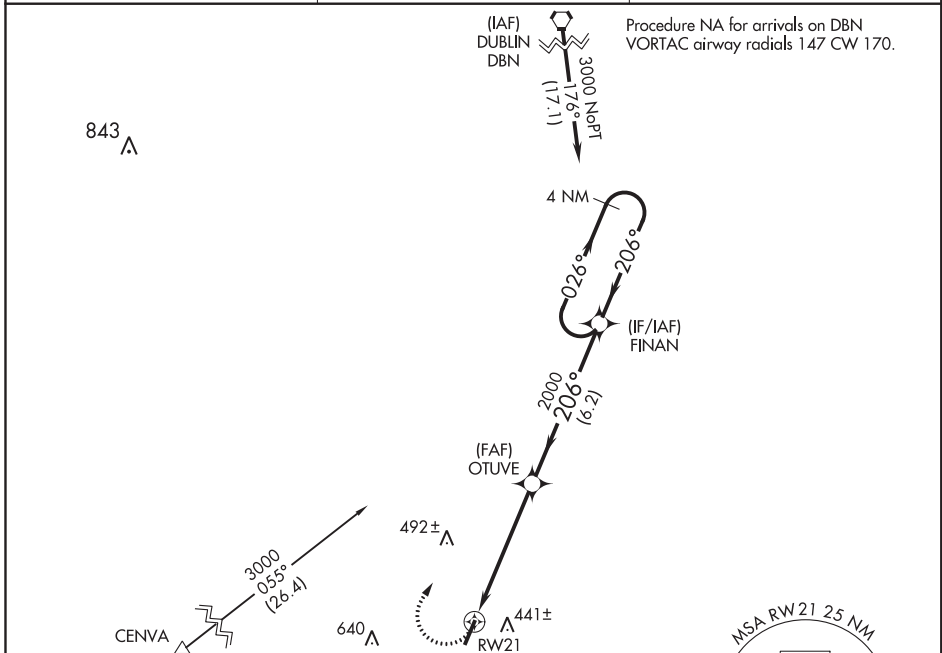 (IAF)
DUBLIN
DBN
Procedure NA for arrivals on DBN
VORTAC airway radials 147 CW 170.
3000 NoPT
176°
(17.1)
843
4 NM
026°
206°
(IF/IAF)
FINAN
2000
206°
(6.2)
(FAF)
OTUVE
492±
3000
055°
(26.4)
CENVA
640
441±
RW21
MSA RW21 25 NM